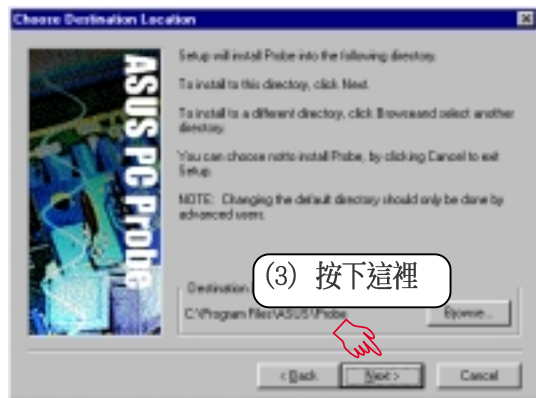 Choose Destination Location
ASUS PC Probe
Setup will install Probe into the following directory.
To install to this directory, click Next.
To install to a different directory, click Browse and select another
directory.
You can choose not to install Probe, by clicking Cancel to exit
Setup.
NOTE: Changing the default directory should only be done by
advanced users.
(3) 按下這裡
Destination
C:\Program Files\ASUS\Probe
Browse...
< Back
Next >
Cancel